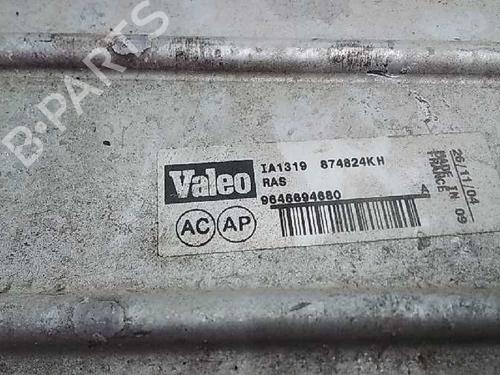 B-PARTS
Valeo
IA1319 874824KH
RAS
9646694680 A
AC AP
26/11/04
MADE IN
FRANCE 09